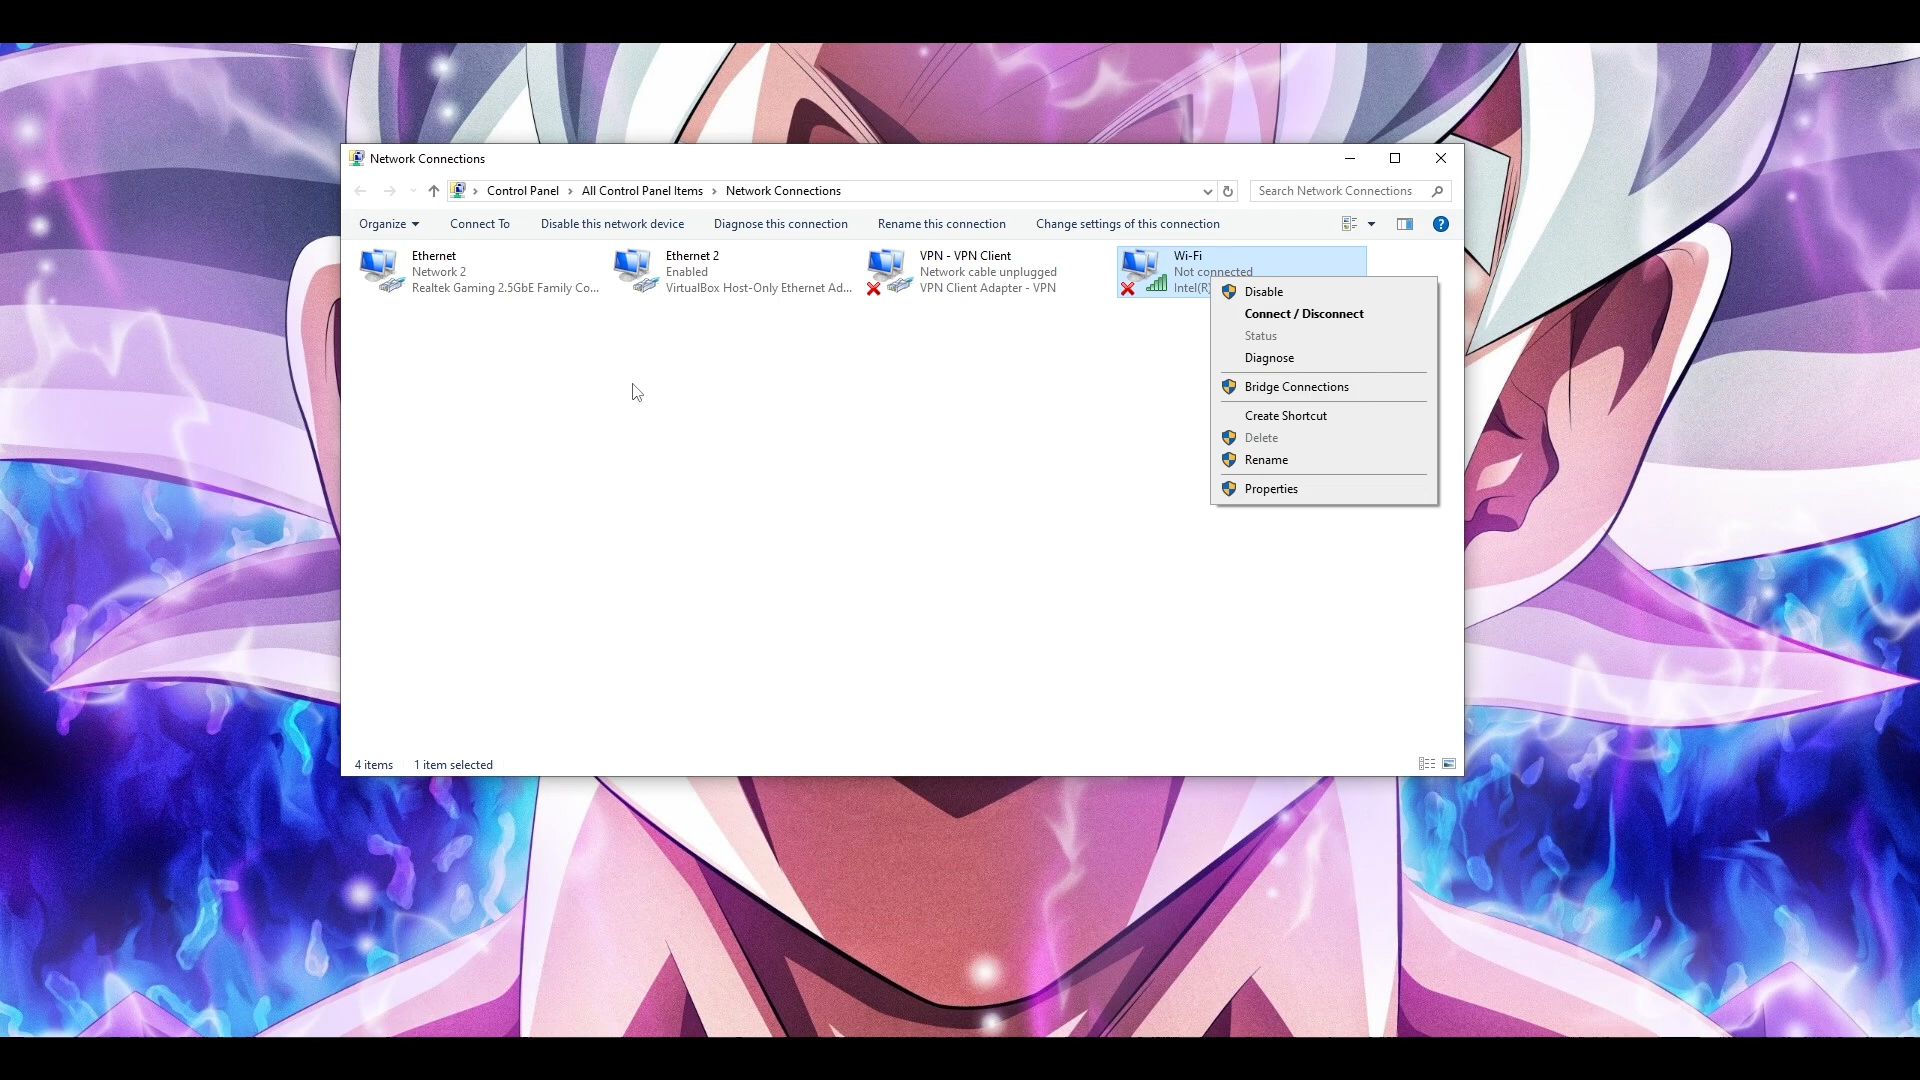 Network Connections
Control Panel > All Control Panel Items > Network Connections
Search Network Connections
Organize
Connect To
Disable this network device
Diagnose this connection
Rename this connection
Change settings of this connection
Ethernet
Network 2
Realtek Gaming 2.5GbE Family Co...
Ethernet 2
Enabled
VirtualBox Host-Only Ethernet Ad...
VPN - VPN Client
Network cable unplugged
VPN Client Adapter - VPN
Wi-Fi
Not connected
Intel(R)
Disable
Connect / Disconnect
Status
Diagnose
Bridge Connections
Create Shortcut
Delete
Rename
Properties
4 items
1 item selected